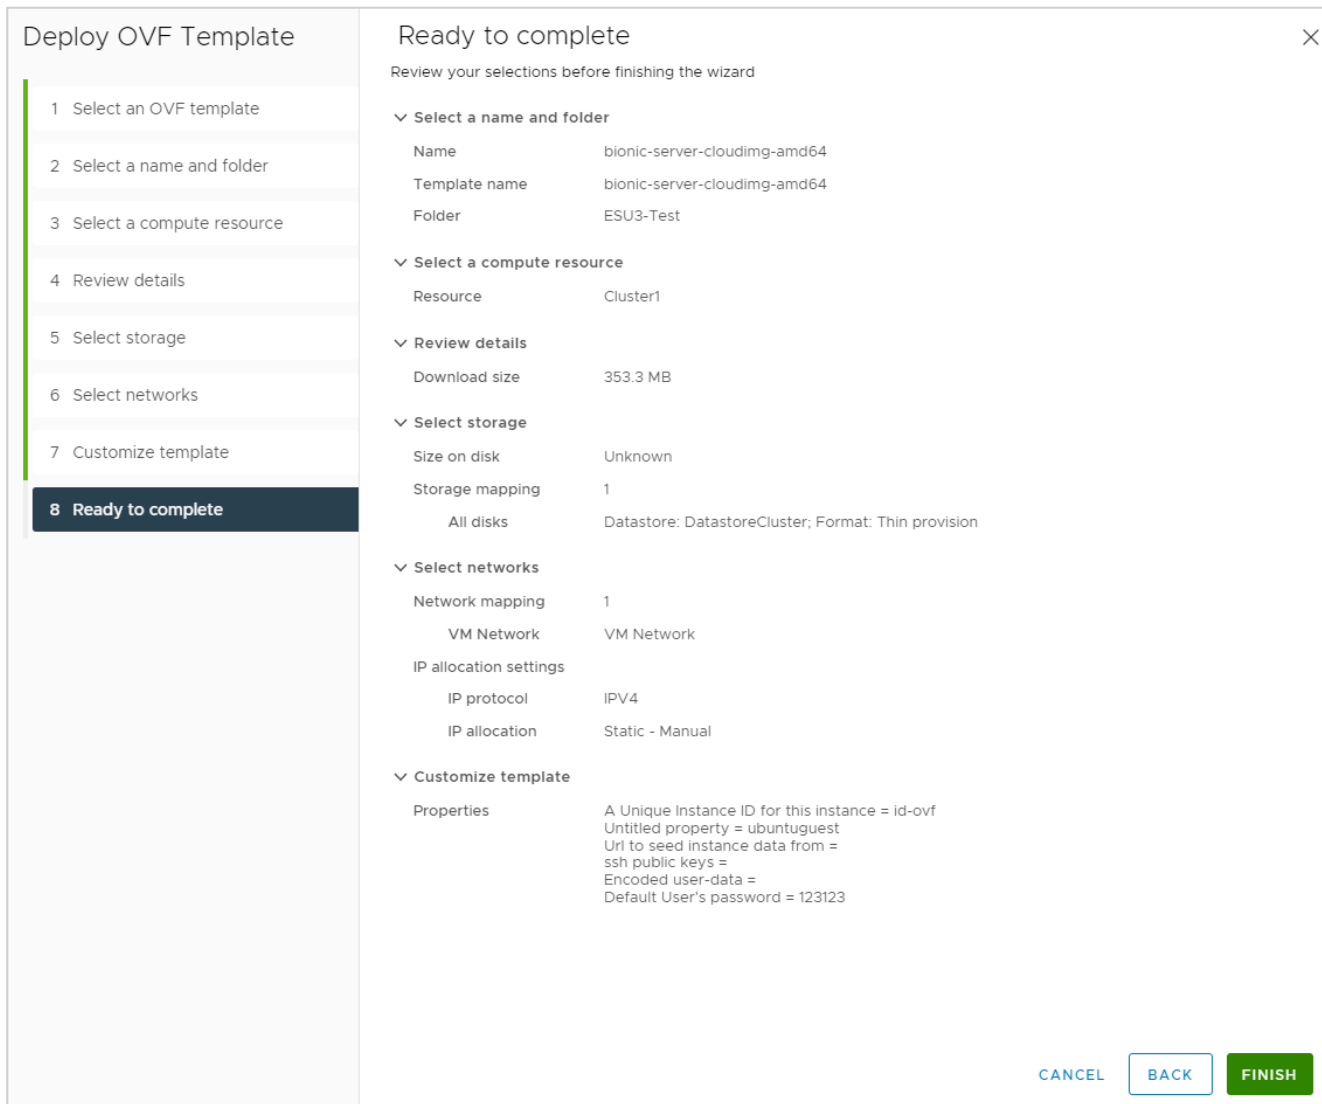 Deploy OVF Template
1 Select an OVF template
2 Select a name and folder
3 Select a compute resource
4 Review details
5 Select storage
6 Select networks
7 Customize template
8 Ready to complete
Ready to complete
Review your selections before finishing the wizard
Select a name and folder
Name bionic-server-cloudimg-amd64
Template name bionic-server-cloudimg-amd64
Folder ESU3-Test
Select a compute resource
Resource Cluster1
Review details
Download size 353.3 MB
Select storage
Size on disk Unknown
Storage mapping 1
All disks Datastore: DatastoreCluster; Format: Thin provision
Select networks
Network mapping 1
VM Network VM Network
IP allocation settings
IP protocol IPV4
IP allocation Static - Manual
Customize template
Properties A Unique Instance ID for this instance = id-ovf
Untitled property = ubuntuguest
Url to seed instance data from =
ssh public keys =
Encoded user-data =
Default User's password = 123123
CANCEL BACK FINISH